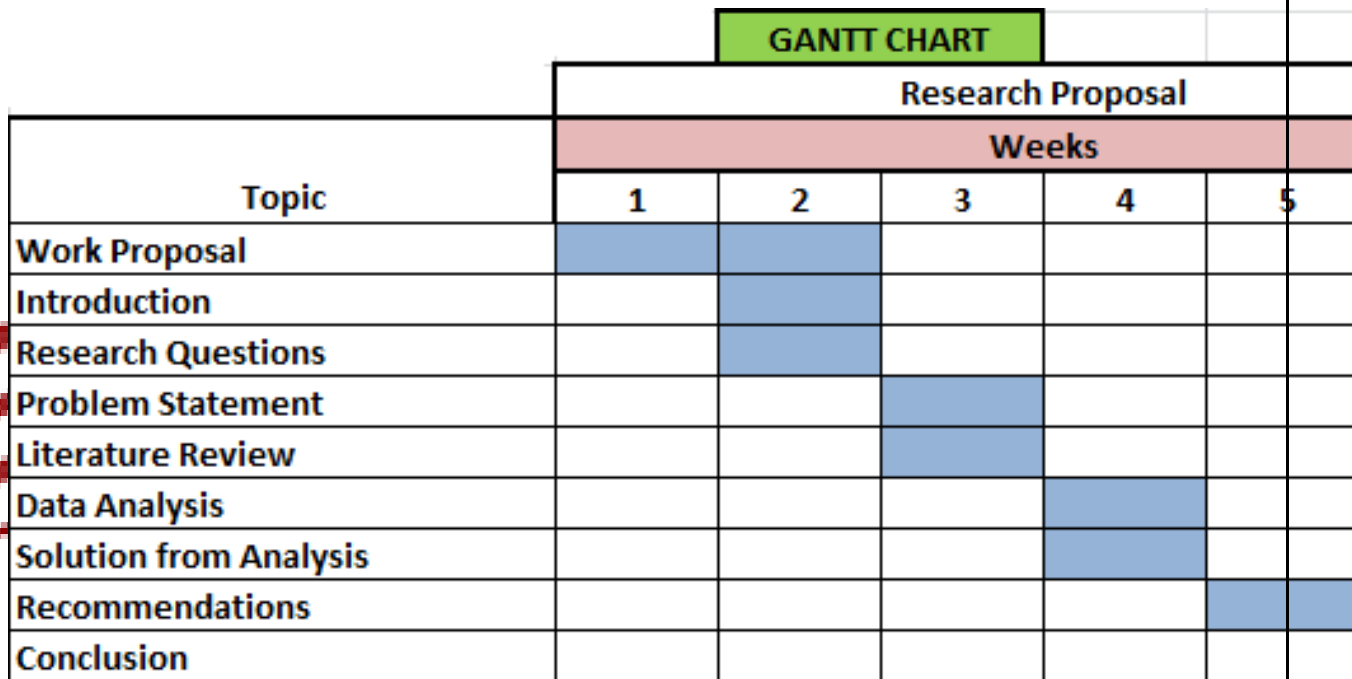 GANTT CHART
Research Proposal
Weeks
Topic 1 2 3 4 5
Work Proposal
Introduction
Research Questions
Problem Statement
Literature Review
Data Analysis
Solution from Analysis
Recommendations
Conclusion